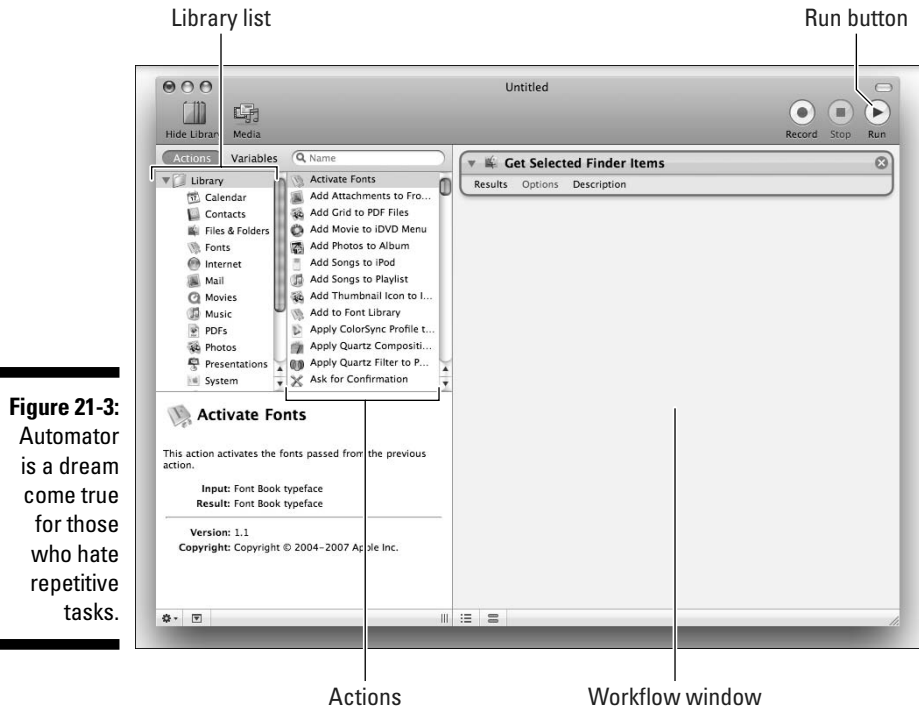 Library list
Run button
Untitled
Hide Library
Media
Record
Stop
Run
Actions
Variables
Name
Library
Calendar
Contacts
Files & Folders
Fonts
Internet
Mail
Movies
Music
PDFs
Photos
Presentations
System
Activate Fonts
Add Attachments to Fro...
Add Grid to PDF Files
Add Movie to iDVD Menu
Add Photos to Album
Add Songs to iPod
Add Songs to Playlist
Add Thumbnail Icon to I...
Add to Font Library
Apply ColorSync Profile t...
Apply Quartz Compositi...
Apply Quartz Filter to P...
Ask for Confirmation
Get Selected Finder Items
Results Options Description
Activate Fonts
This action activates the fonts passed from the previous
action.
Input: Font Book typeface
Result: Font Book typeface
Version: 1.1
Copyright: Copyright © 2004–2007 Apple Inc.
Figure 21-3:
Automator
is a dream
come true
for those
who hate
repetitive
tasks.
Actions
Workflow window